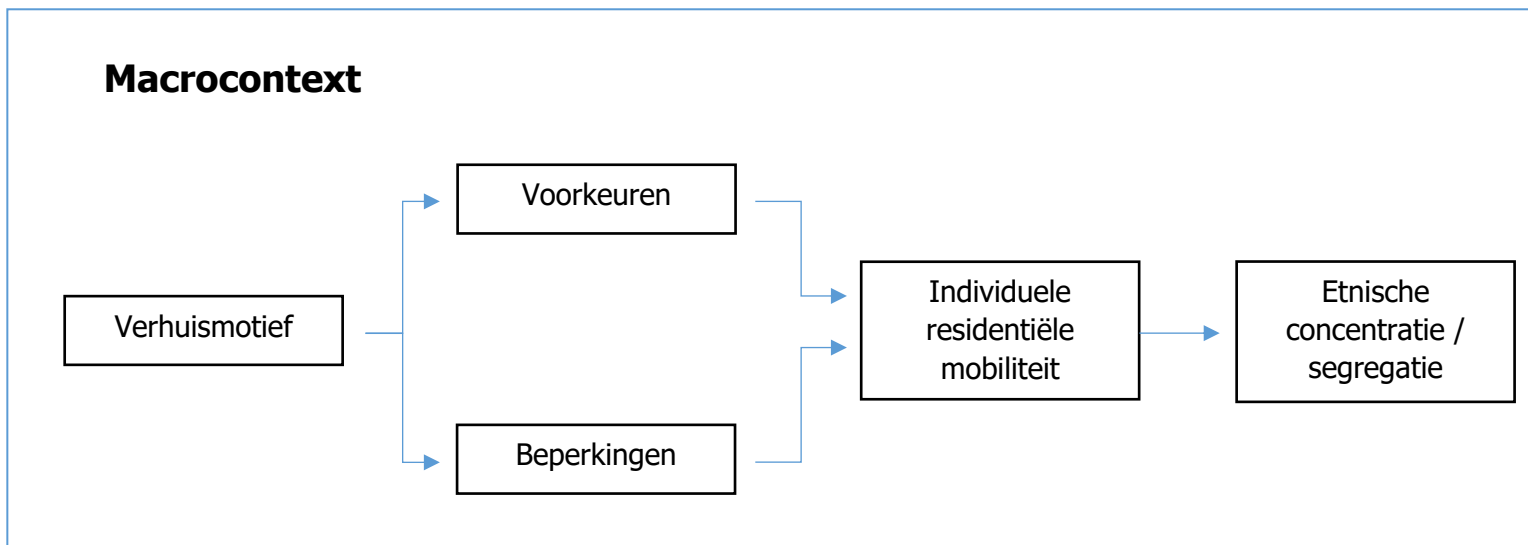 Macrocontext
Voorkeuren
Verhuismotief
Beperkingen
Individuele
residentiële
mobiliteit
Etnische
concentratie /
segregatie